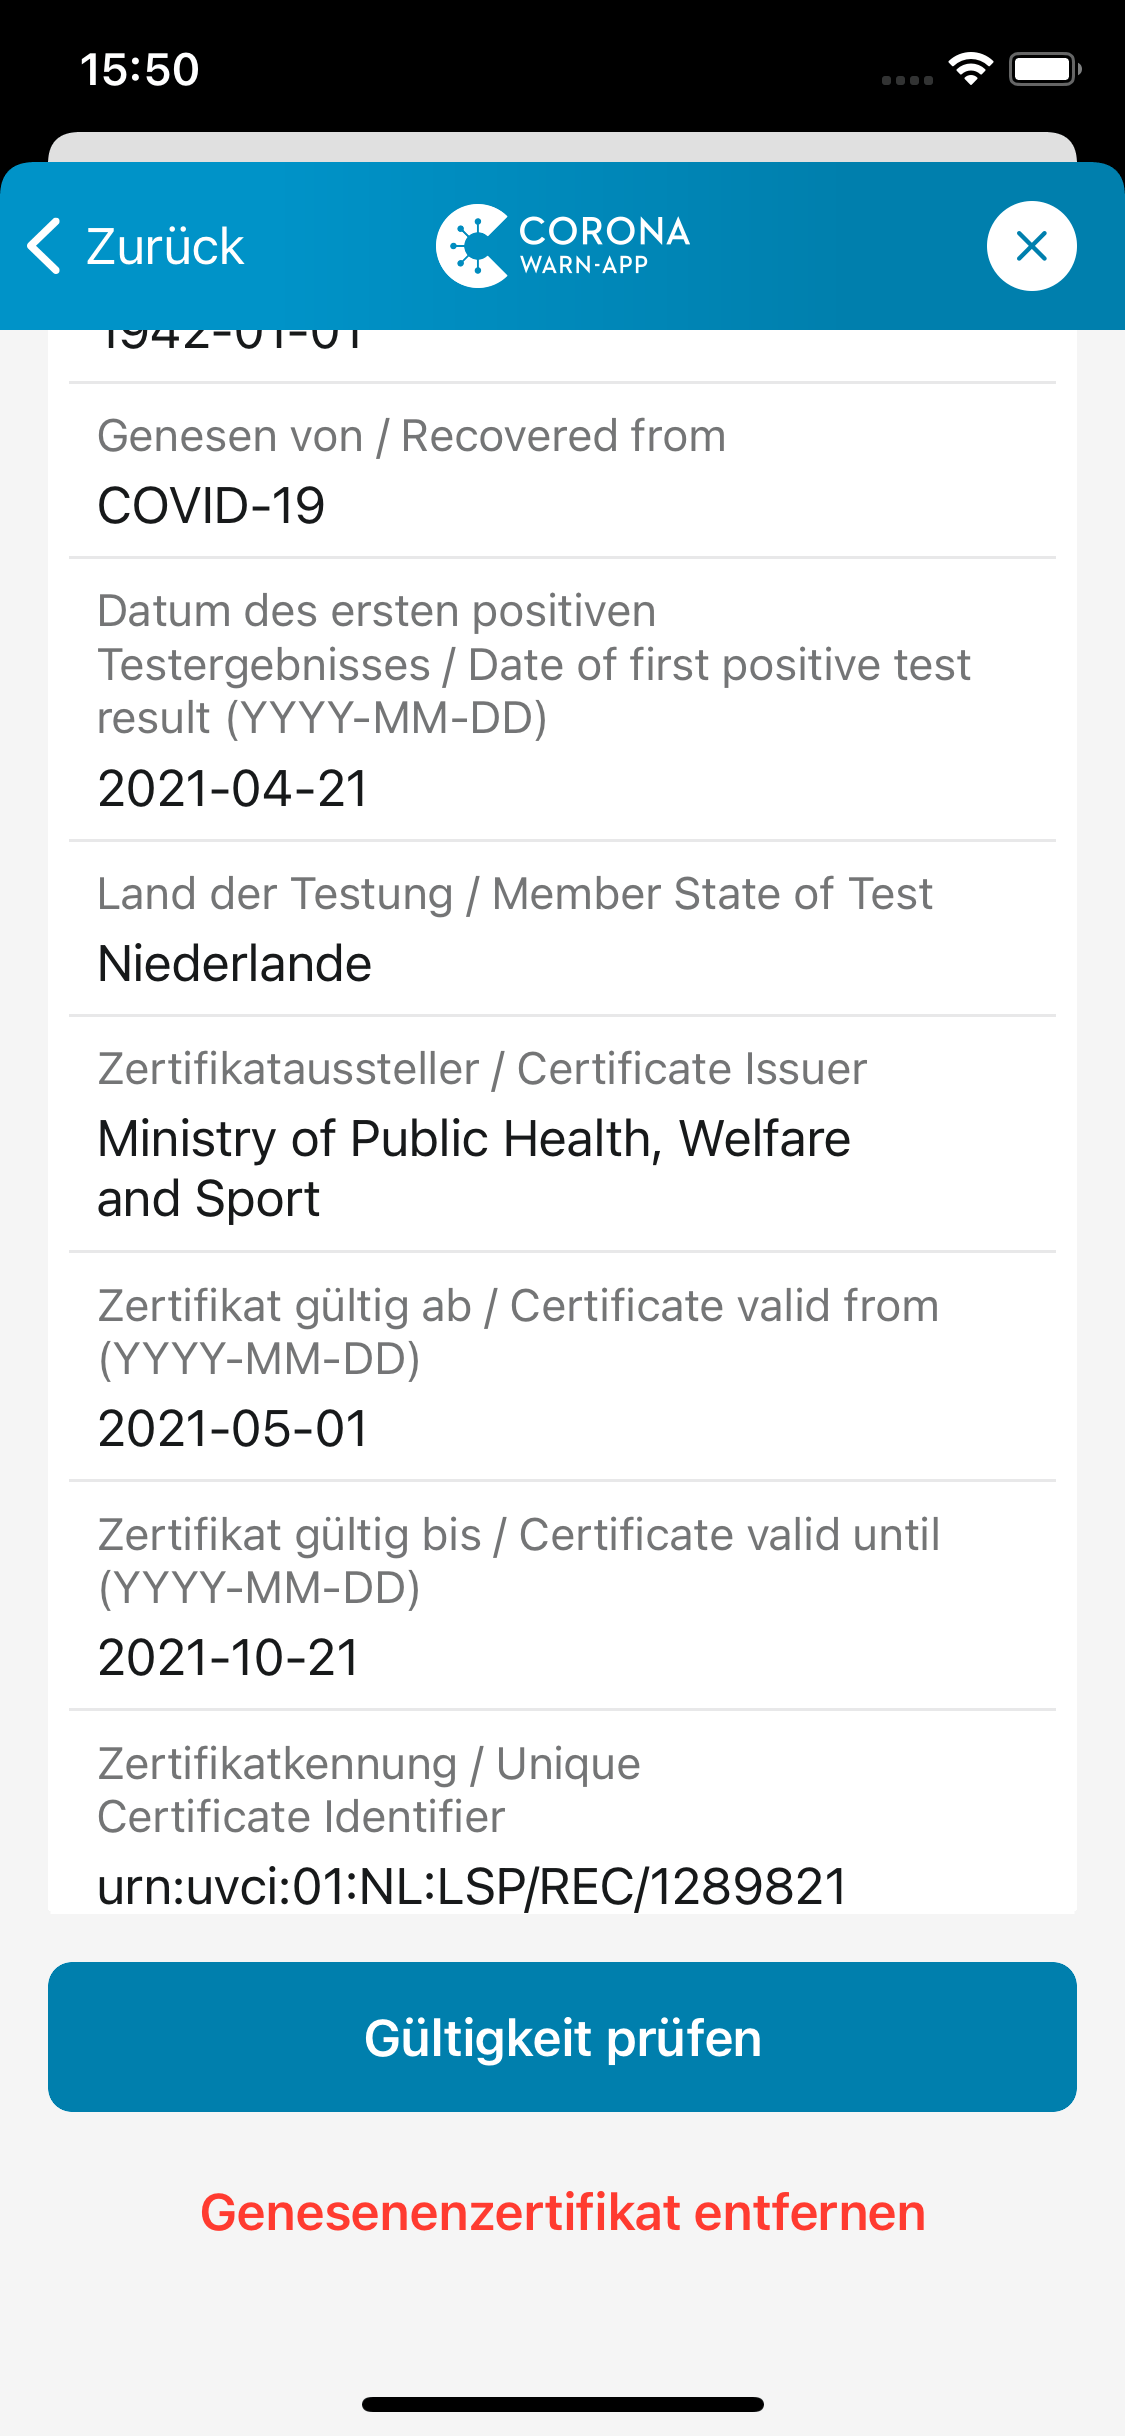 15:50
Zurück
CORONA
WARN-APP
1942-01-01
Genesen von / Recovered from
COVID-19
Datum des ersten positiven
Testergebnisses / Date of first positive test
result (YYYY-MM-DD)
2021-04-21
Land der Testung / Member State of Test
Niederlande
Zertifikataussteller / Certificate Issuer
Ministry of Public Health, Welfare
and Sport
Zertifikat gültig ab / Certificate valid from
(YYYY-MM-DD)
2021-05-01
Zertifikat gültig bis / Certificate valid until
(YYYY-MM-DD)
2021-10-21
Zertifikatkennung / Unique
Certificate Identifier
urn:uvci:01:NL:LSP/REC/1289821
Gültigkeit prüfen
Genesenenzertifikat entfernen